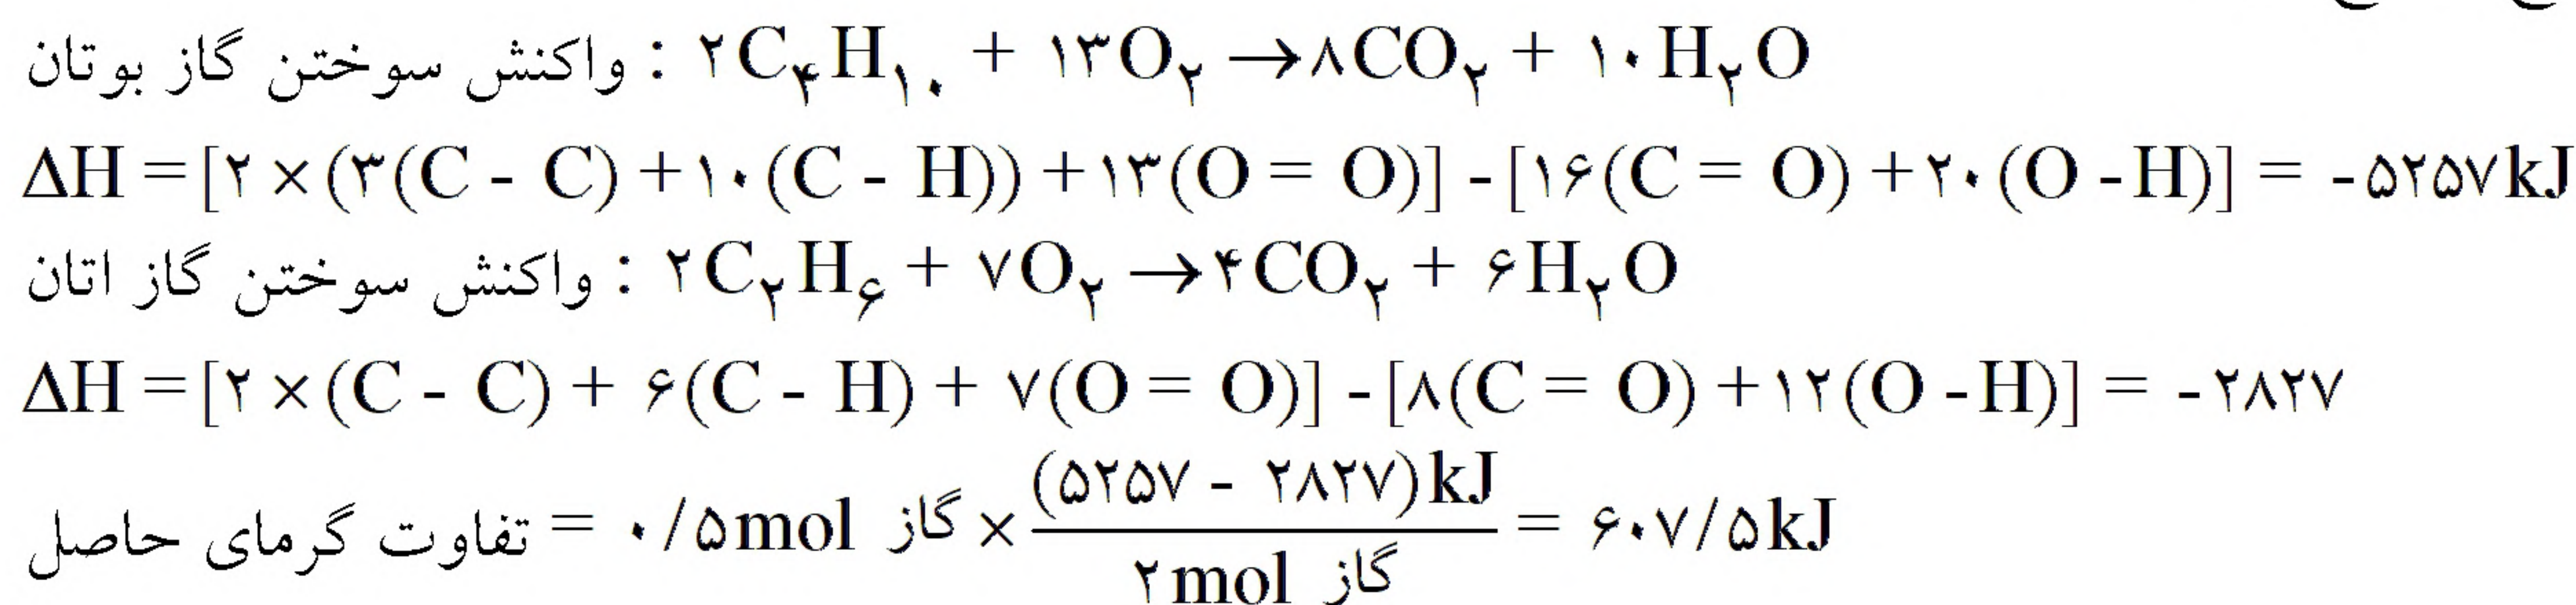 واکنش سوختن گاز بوتان : ۲C۴H۱۰ + ۱۳O۲ → ۸CO۲ + ۱۰H۲O
ΔH = [۲ × (۳(C - C) + ۱۰(C - H)) + ۱۳(O = O)] - [۱۶(C = O) + ۲۰(O - H)] = -۵۲۵۷kJ
واکنش سوختن گاز اتان : ۲C۲H۶ + ۷O۲ → ۴CO۲ + ۶H۲O
ΔH = [۲ × (C - C) + ۶(C - H) + ۷(O = O)] - [۸(C = O) + ۱۲(O - H)] = -۲۸۲۷
تفاوت گرمای حاصل = ۰/۵mol گاز × (۵۲۵۷ - ۲۸۲۷)kJ / ۲mol گاز = ۶۰۷/۵kJ